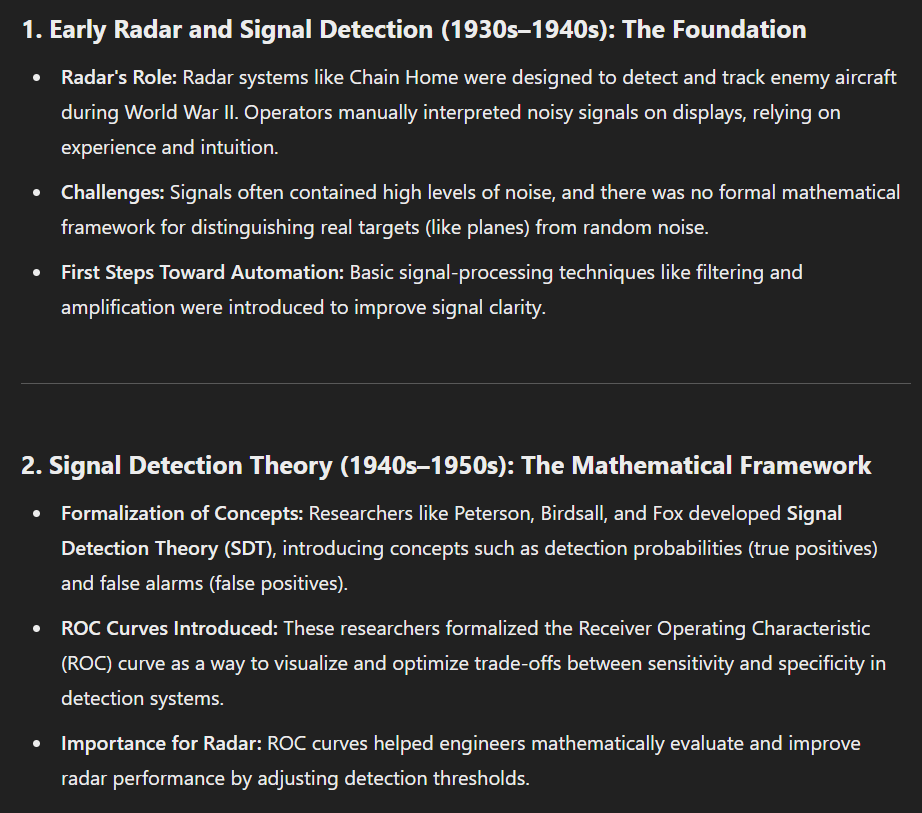 1. Early Radar and Signal Detection (1930s–1940s): The Foundation
• Radar's Role: Radar systems like Chain Home were designed to detect and track enemy aircraft
during World War II. Operators manually interpreted noisy signals on displays, relying on
experience and intuition.
• Challenges: Signals often contained high levels of noise, and there was no formal mathematical
framework for distinguishing real targets (like planes) from random noise.
• First Steps Toward Automation: Basic signal-processing techniques like filtering and
amplification were introduced to improve signal clarity.
2. Signal Detection Theory (1940s–1950s): The Mathematical Framework
• Formalization of Concepts: Researchers like Peterson, Birdsall, and Fox developed Signal
Detection Theory (SDT), introducing concepts such as detection probabilities (true positives)
and false alarms (false positives).
• ROC Curves Introduced: These researchers formalized the Receiver Operating Characteristic
(ROC) curve as a way to visualize and optimize trade-offs between sensitivity and specificity in
detection systems.
• Importance for Radar: ROC curves helped engineers mathematically evaluate and improve
radar performance by adjusting detection thresholds.